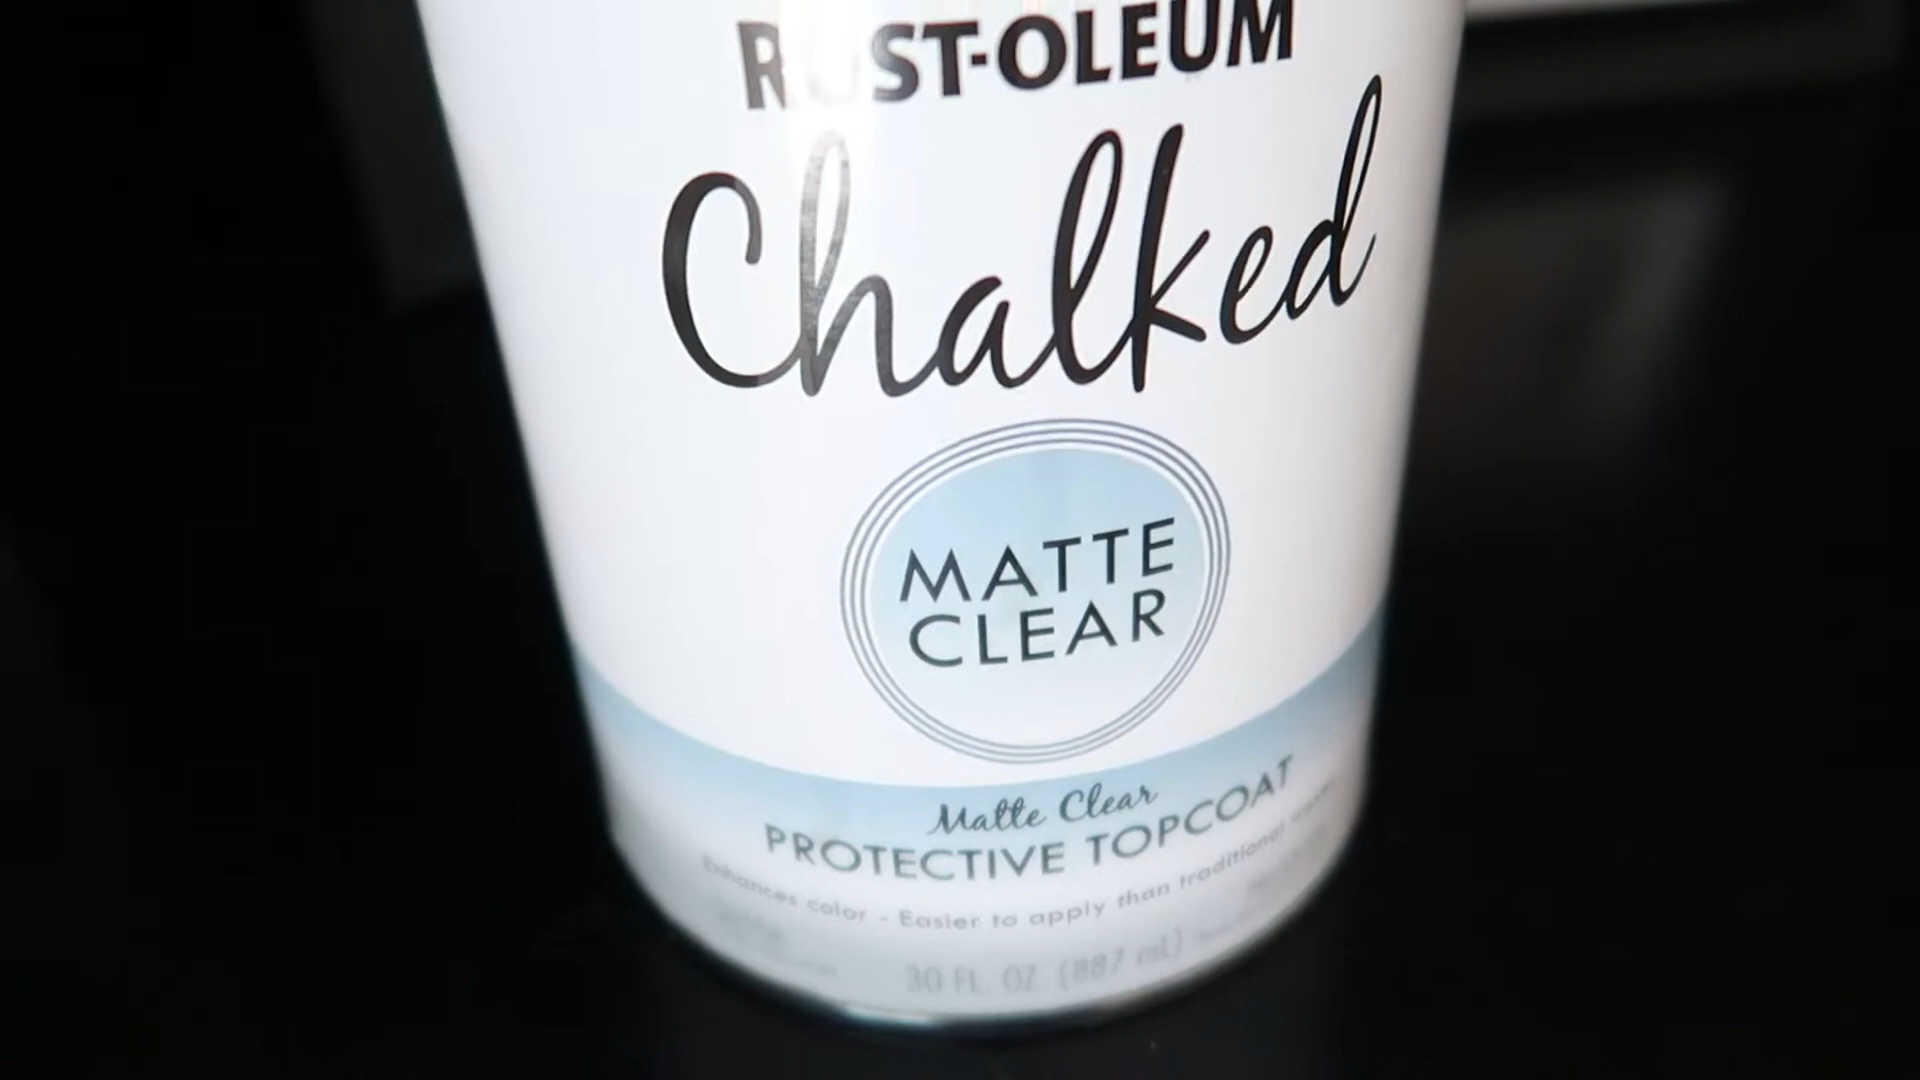 RUST-OLEUM
Chalked
MATTE
CLEAR
Matte Clear
PROTECTIVE TOPCOAT
Enhances color - Easier to apply than traditional waxes
30 FL. OZ. (887 mL)